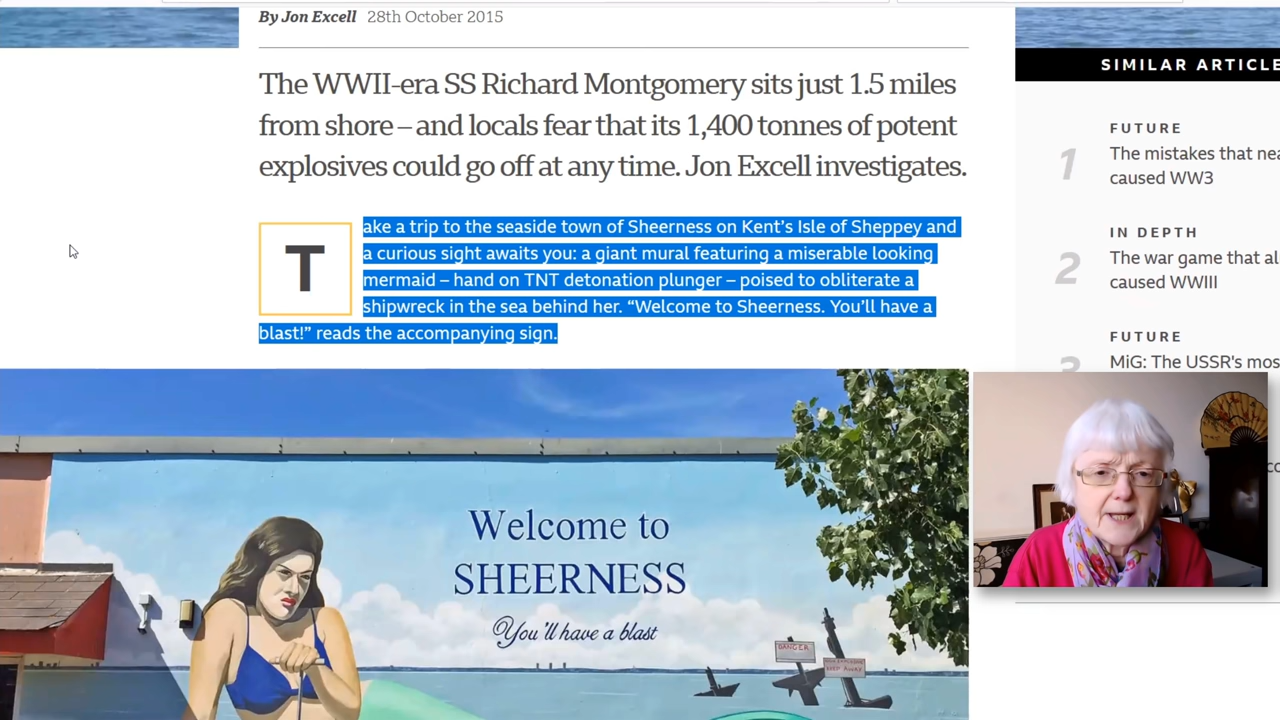 By Jon Excell 28th October 2015
The WWII-era SS Richard Montgomery sits just 1.5 miles
from shore – and locals fear that its 1,400 tonnes of potent
explosives could go off at any time. Jon Excell investigates.
Take a trip to the seaside town of Sheerness on Kent’s Isle of Sheppey and
a curious sight awaits you: a giant mural featuring a miserable looking
mermaid – hand on TNT detonation plunger – poised to obliterate a
shipwreck in the sea behind her. “Welcome to Sheerness. You’ll have a
blast!” reads the accompanying sign.
Welcome to
SHEERNESS
You'll have a blast
DANGER
KEEP AWAY
SIMILAR ARTICLE
1
FUTURE
The mistakes that nea
caused WW3
2
IN DEPTH
The war game that al
caused WWIII
3
FUTURE
MiG: The USSR's mos